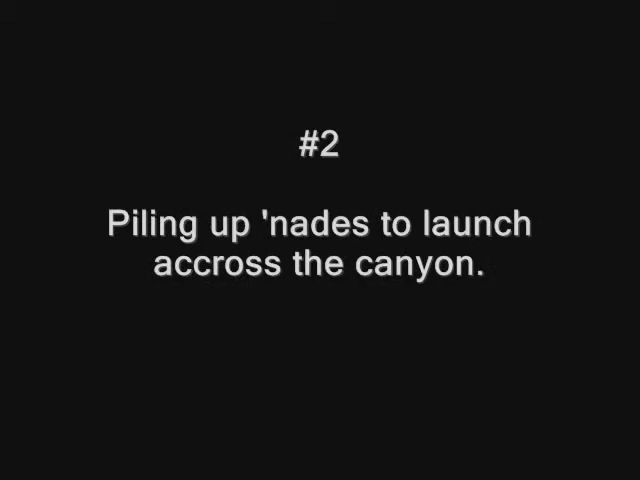 #2
Piling up 'nades to launch
accross the canyon.